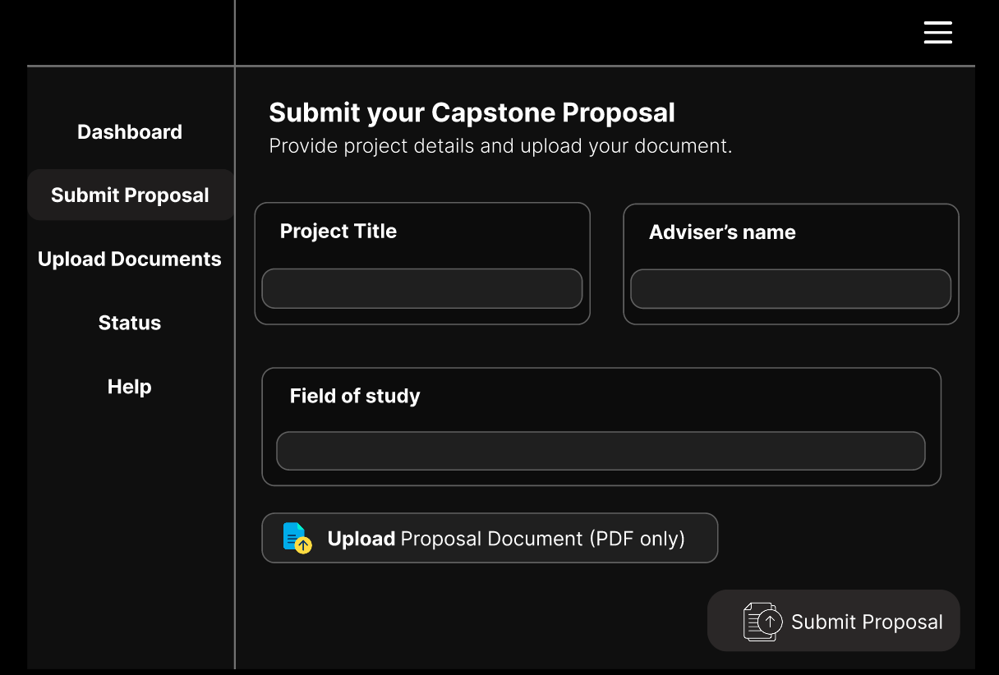 Dashboard
Submit Proposal
Upload Documents
Status
Help
Submit your Capstone Proposal
Provide project details and upload your document.
Project Title
Adviser’s name
Field of study
Upload Proposal Document (PDF only)
Submit Proposal